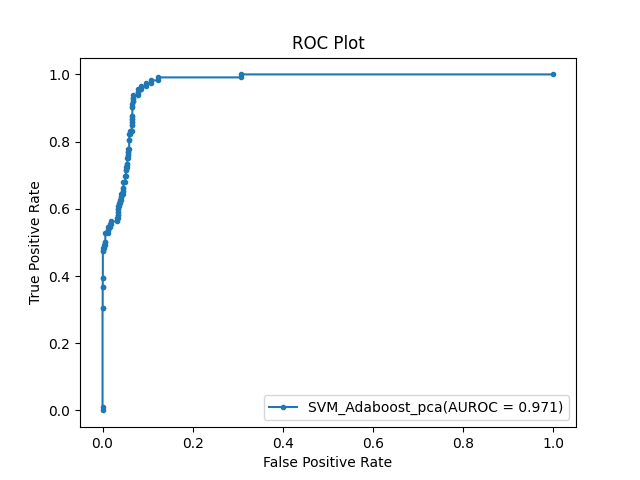 ROC Plot
True Positive Rate
1.0
0.8
0.6
0.4
0.2
0.0
SVM_Adaboost_pca(AUROC = 0.971)
0.0 0.2 0.4 0.6 0.8 1.0
False Positive Rate